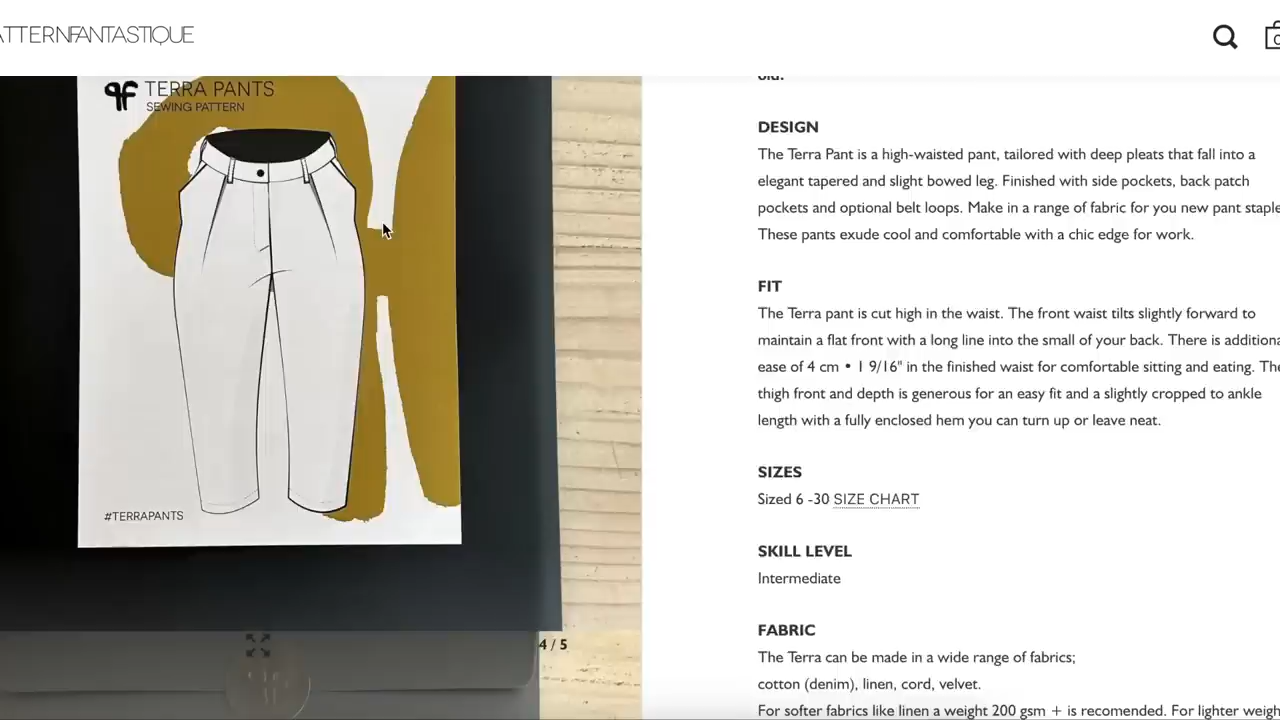 PATTERNFANTASTIQUE
TERRA PANTS
SEWING PATTERN
#TERRAPANTS
4 / 5
old.
DESIGN
The Terra Pant is a high-waisted pant, tailored with deep pleats that fall into a
elegant tapered and slight bowed leg. Finished with side pockets, back patch
pockets and optional belt loops. Make in a range of fabric for you new pant staple
These pants exude cool and comfortable with a chic edge for work.
FIT
The Terra pant is cut high in the waist. The front waist tilts slightly forward to
maintain a flat front with a long line into the small of your back. There is additiona
ease of 4 cm • 1 9/16" in the finished waist for comfortable sitting and eating. The
thigh front and depth is generous for an easy fit and a slightly cropped to ankle
length with a fully enclosed hem you can turn up or leave neat.
SIZES
Sized 6 -30 SIZE CHART
SKILL LEVEL
Intermediate
FABRIC
The Terra can be made in a wide range of fabrics;
cotton (denim), linen, cord, velvet.
For softer fabrics like linen a weight 200 gsm + is recomended. For lighter weigh